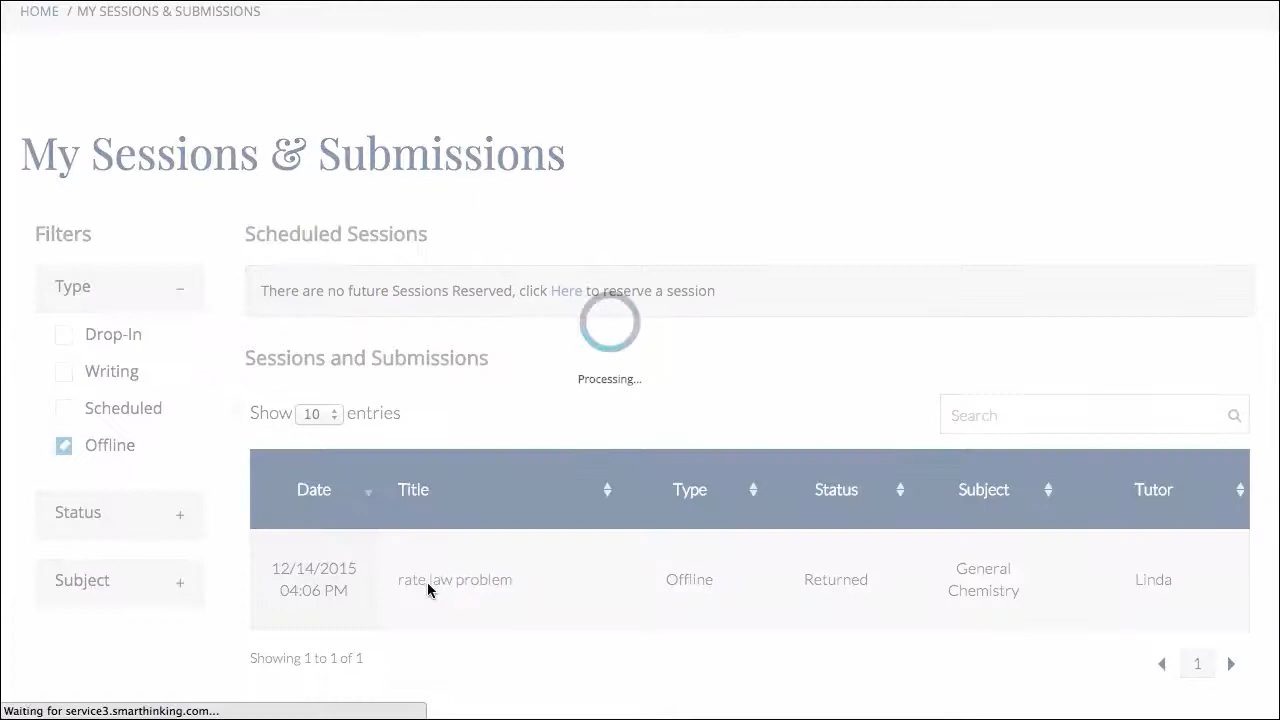 HOME / MY SESSIONS & SUBMISSIONS
My Sessions & Submissions
Filters
Type –
Drop-In
Writing
Scheduled
Offline
Status +
Subject +
Scheduled Sessions
There are no future Sessions Reserved, click Here to reserve a session
Processing...
Sessions and Submissions
Show 10 entries
Search
Date Title Type Status Subject Tutor
12/14/2015
04:06 PM
rate law problem
Offline
Returned
General
Chemistry
Linda
Showing 1 to 1 of 1
1
Waiting for service3.smarthinking.com...